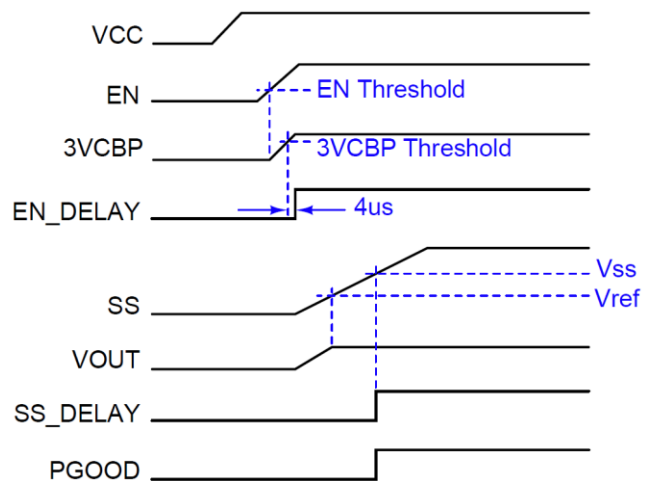 VCC
EN
EN Threshold
3VCBP
3VCBP Threshold
EN_DELAY
4us
SS
Vss
Vref
VOUT
SS_DELAY
PGOOD